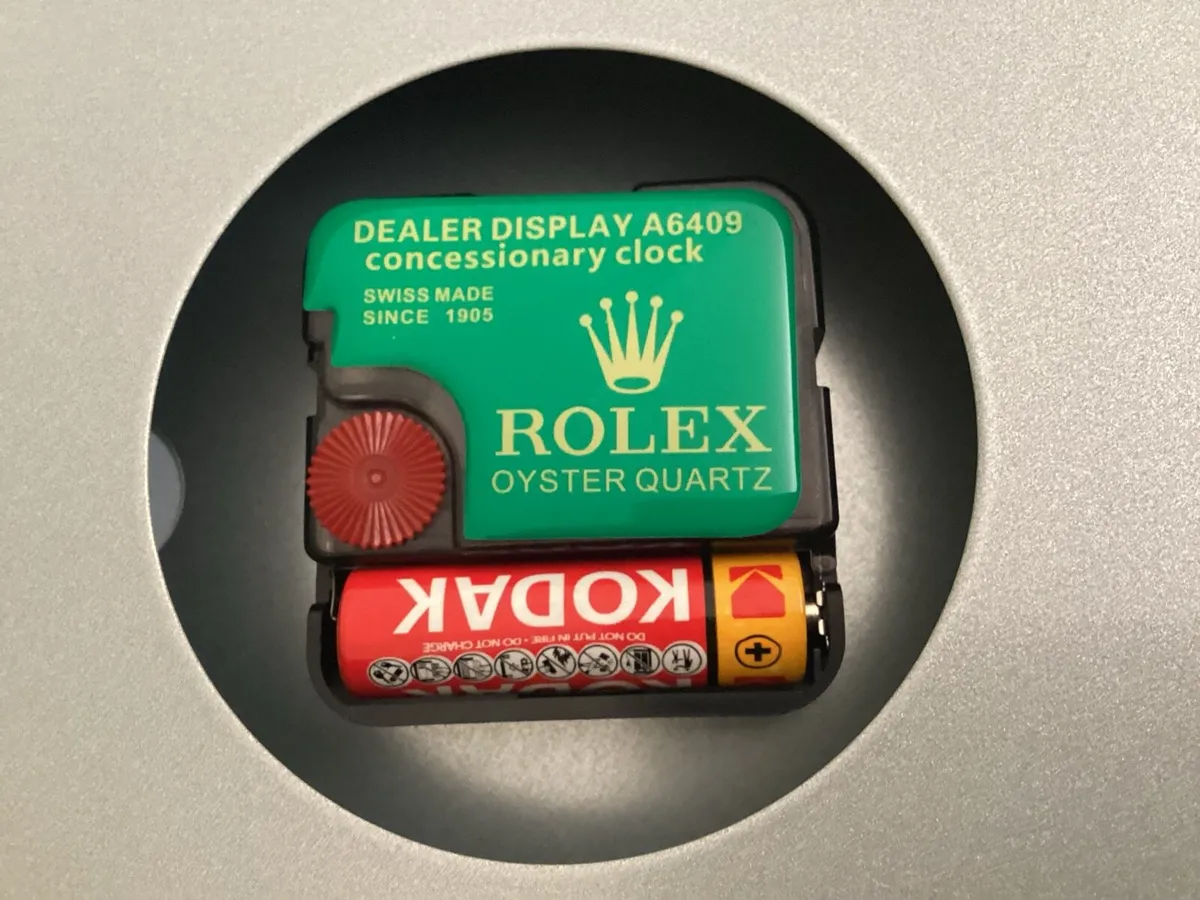 DEALER DISPLAY A6409
concessionary clock
SWISS MADE
SINCE 1905
ROLEX
OYSTER QUARTZ
KODAK
DO NOT PUT IN FIRE - DO NOT CHARGE
+
KODAK